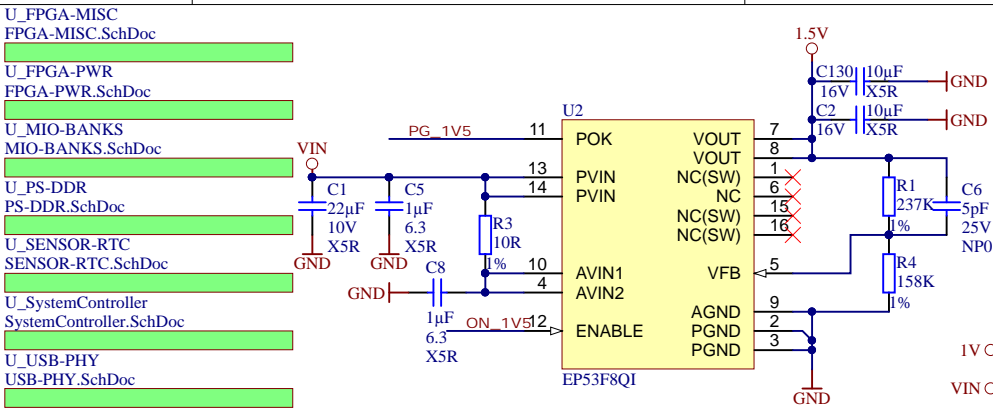 U_FPGA-MISC
FPGA-MISC.SchDoc
U_FPGA-PWR
FPGA-PWR.SchDoc
U_MIO-BANKS
MIO-BANKS.SchDoc
U_PS-DDR
PS-DDR.SchDoc
U_SENSOR-RTC
SENSOR-RTC.SchDoc
U_SystemController
SystemController.SchDoc
U_USB-PHY
USB-PHY.SchDoc
VIN
C1
22µF
10V
X5R
GND
C5
1µF
6.3
X5R
GND
R3
10R
1%
C8
GND
1µF
6.3
X5R
PG_1V5
ON_1V5
U2
11 POK
13 PVIN
14 PVIN
10 AVIN1
4 AVIN2
12 ENABLE
VOUT 7
VOUT 8
NC(SW) 1
NC 6
NC(SW) 15
NC(SW) 16
VFB 5
AGND 9
PGND 2
PGND 3
EP53F8QI
1.5V
C130 10µF
16V X5R
GND
C2 10µF
16V X5R
GND
R1
237K
1%
C6
5pF
25V
NP0
R4
158K
1%
GND
1V
VIN